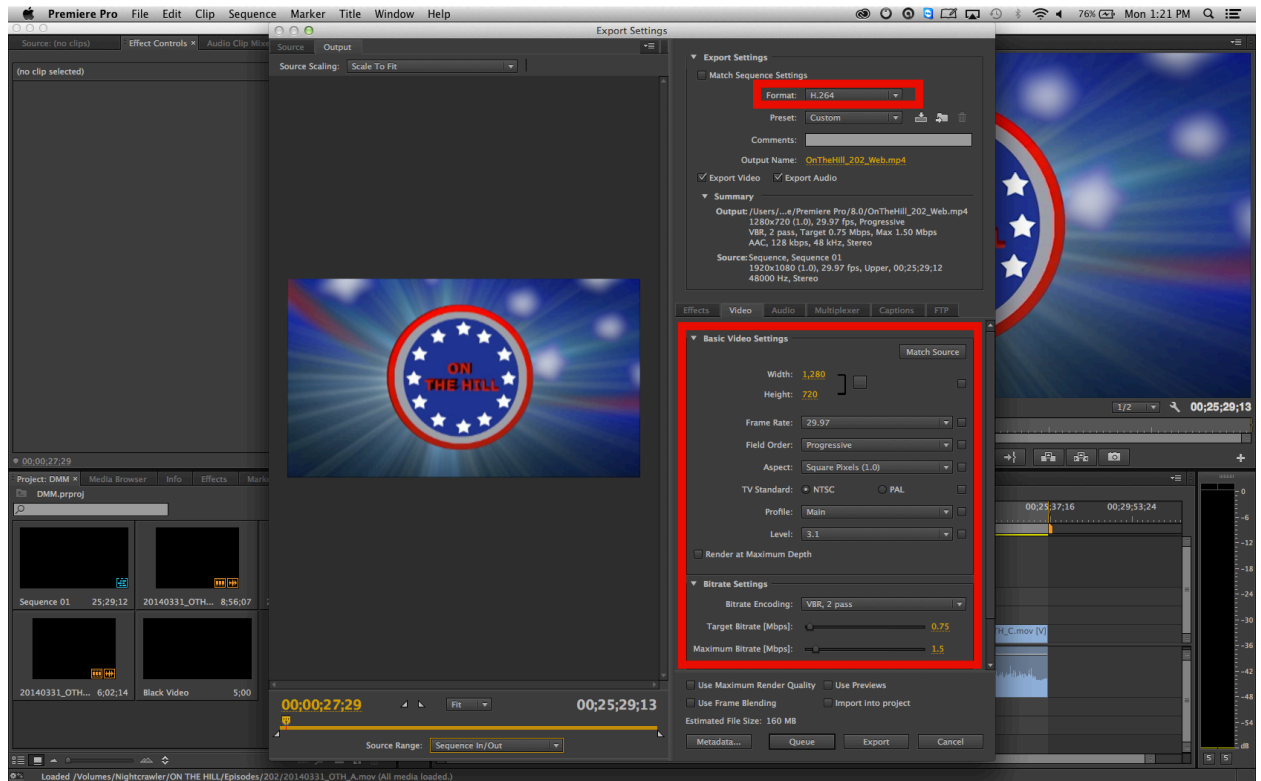 Premiere Pro File Edit Clip Sequence Marker Title Window Help
76% Mon 1:21 PM
Export Settings
Source: (no clips) Effect Controls × Audio Clip Mixe
(no clip selected)
00;00;27;29
Source Output
Source Scaling: Scale To Fit
ON
THE HILL
00;00;27;29 Fit 00;25;29;13
Source Range: Sequence In/Out
Export Settings
Match Sequence Settings
Format: H.264
Preset: Custom
Comments:
Output Name: OnTheHill_202_Web.mp4
Export Video Export Audio
Summary
Output: /Users/...e/Premiere Pro/8.0/OnTheHill_202_Web.mp4
1280x720 (1.0), 29.97 fps, Progressive
VBR, 2 pass, Target 0.75 Mbps, Max 1.50 Mbps
AAC, 128 kbps, 48 kHz, Stereo
Source: Sequence, Sequence 01
1920x1080 (1.0), 29.97 fps, Upper, 00;25;29;12
48000 Hz, Stereo
Effects Video Audio Multiplexer Captions FTP
Basic Video Settings
Match Source
Width: 1,280
Height: 720
Frame Rate: 29.97
Field Order: Progressive
Aspect: Square Pixels (1.0)
TV Standard: NTSC PAL
Profile: Main
Level: 3.1
Render at Maximum Depth
Bitrate Settings
Bitrate Encoding: VBR, 2 pass
Target Bitrate [Mbps]: 0.75
Maximum Bitrate [Mbps]: 1.5
Use Maximum Render Quality Use Previews
Use Frame Blending Import into project
Estimated File Size: 160 MB
Metadata... Queue Export Cancel
L
1/2 00;25;29;13
Project: DMM × Media Browser Info Effects Mark
DMM.prproj
Sequence 01 25;29;12 20140331_OTH... 8;56;07
20140331_OTH... 6;02;14 Black Video 5;00
00;25;37;16 00;29;53;24
TH_C.mov [V]
0
-6
-12
-18
-24
-30
-36
-42
-48
-54
dB
S S
Loaded /Volumes/Nightcrawler/ON THE HILL/Episodes/202/20140331_OTH_A.mov (All media loaded.)